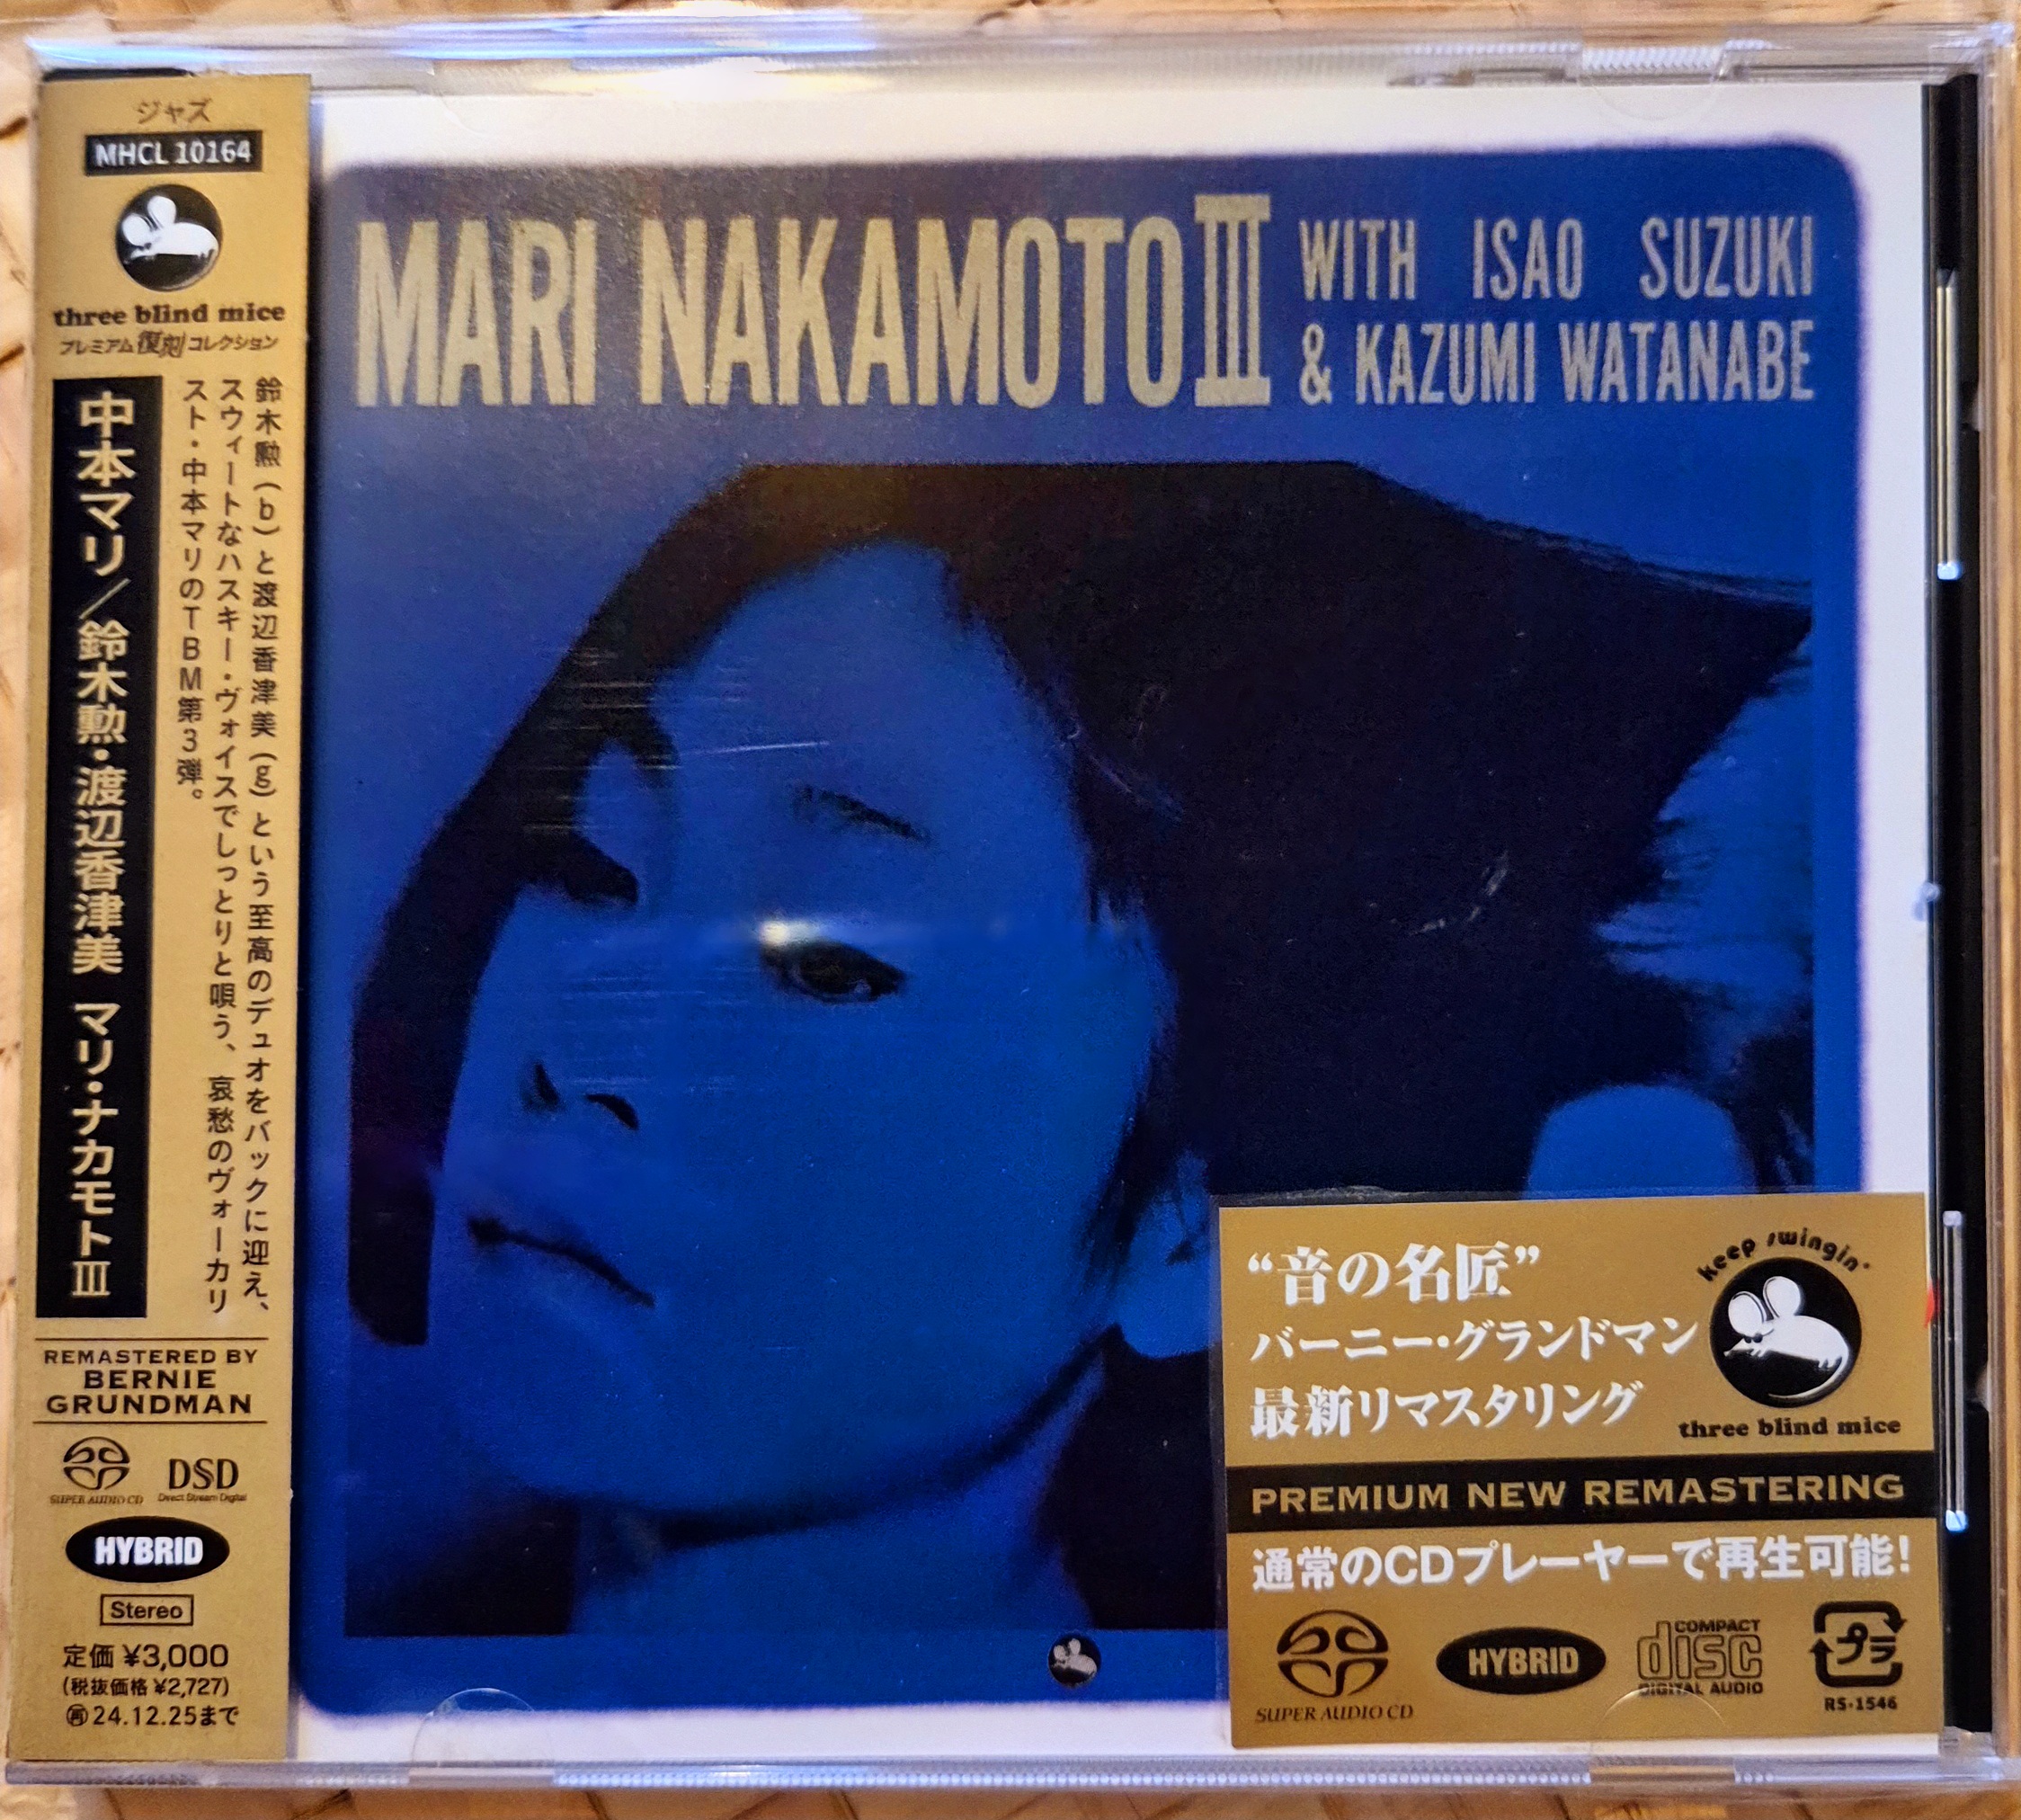 ジャズ
MHCL 10164
three blind mice
プレミアム復刻コレクション
鈴木勲(b)と渡辺香津美(g)という至高のデュオをバックに迎え、
スウィートなハスキー・ヴォイスでしっとりと唄う、哀愁のヴォーカリ
スト・中本マリのTBM第3弾。
中本マリ/鈴木勲・渡辺香津美 マリ・ナカモトIII
REMASTERED BY
BERNIE
GRUNDMAN
SUPER AUDIO CD
DSD
Direct Stream Digital
HYBRID
Stereo
定価 ¥3,000
(税抜価格 ¥2,727)
㋐24.12.25まで
MARI NAKAMOTO III
WITH ISAO SUZUKI
& KAZUMI WATANABE
“音の名匠”
バーニー・グランドマン
最新リマスタリング
keep swingin'
three blind mice
PREMIUM NEW REMASTERING
通常のCDプレーヤーで再生可能!
SUPER AUDIO CD
HYBRID
COMPACT
disc
DIGITAL AUDIO
プラ
RS-1546